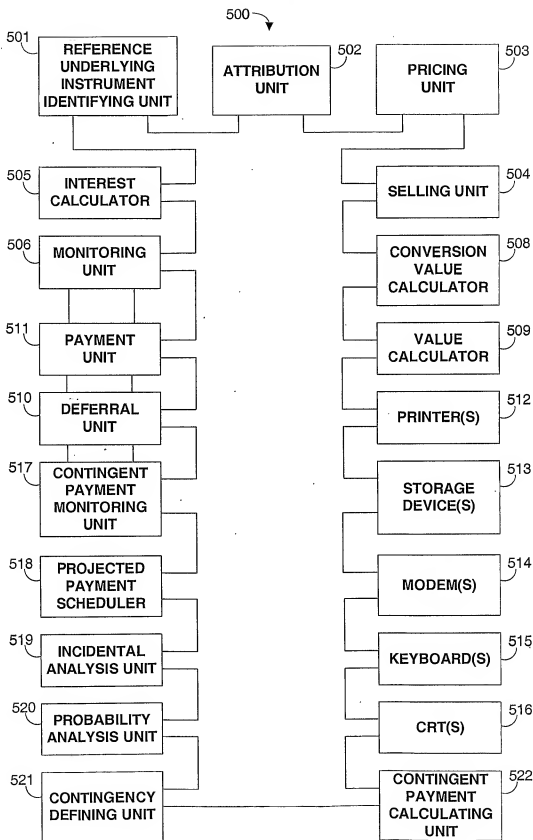 500
501
REFERENCE
UNDERLYING
INSTRUMENT
IDENTIFYING UNIT
502
ATTRIBUTION
UNIT
503
PRICING
UNIT
505
INTEREST
CALCULATOR
504
SELLING UNIT
506
MONITORING
UNIT
508
CONVERSION
VALUE
CALCULATOR
511
PAYMENT
UNIT
509
VALUE
CALCULATOR
510
DEFERRAL
UNIT
512
PRINTER(S)
517
CONTINGENT
PAYMENT
MONITORING
UNIT
513
STORAGE
DEVICE(S)
518
PROJECTED
PAYMENT
SCHEDULER
514
MODEM(S)
519
INCIDENTAL
ANALYSIS UNIT
515
KEYBOARD(S)
520
PROBABILITY
ANALYSIS UNIT
516
CRT(S)
521
CONTINGENCY
DEFINING UNIT
522
CONTINGENT
PAYMENT
CALCULATING
UNIT